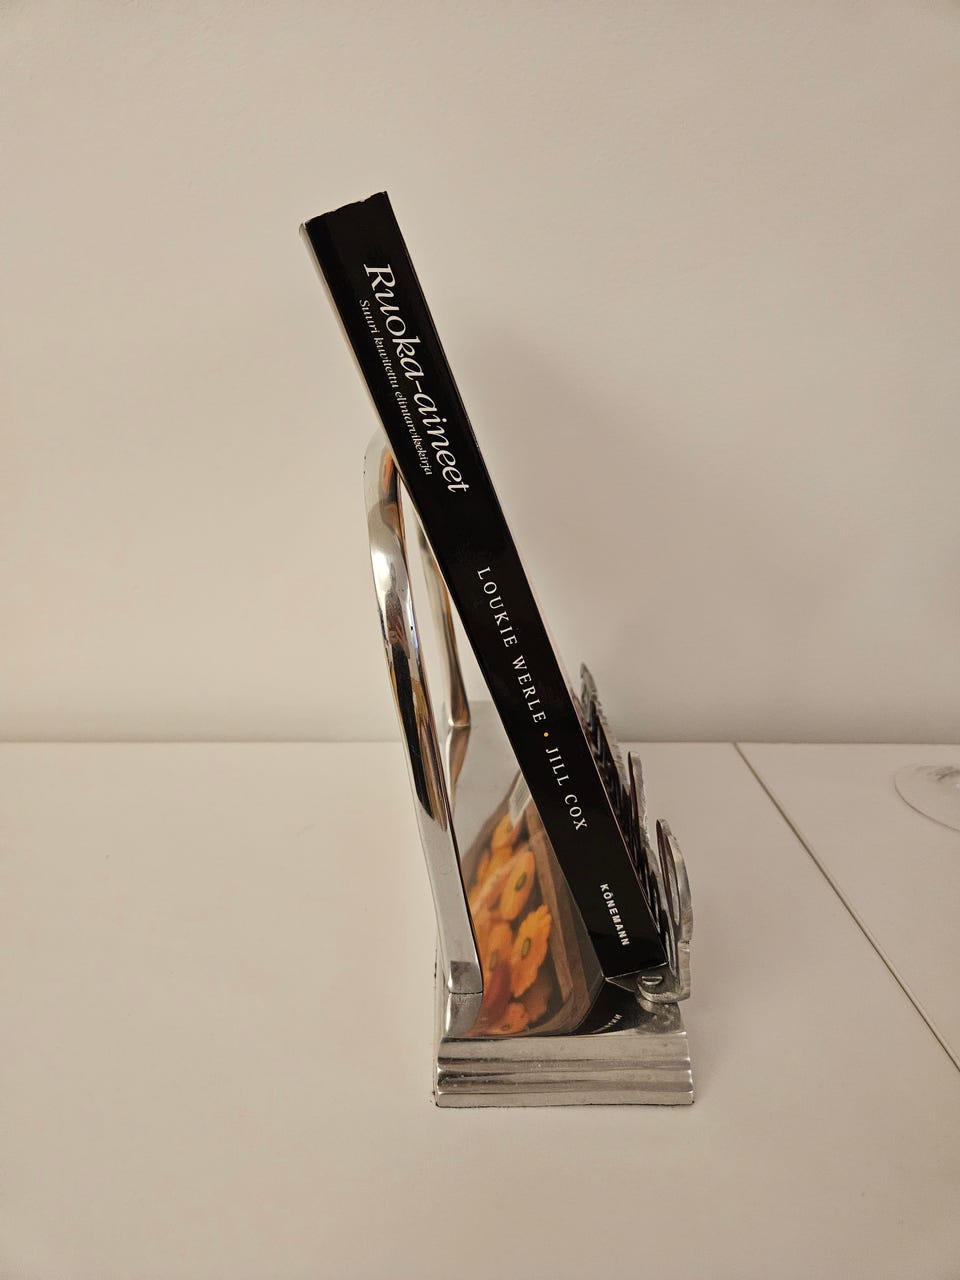 Ruoka-aineet
Suuri kuvitettu elintarvikekirja
LOUKIE WERLE • JILL COX
KÖNEMANN